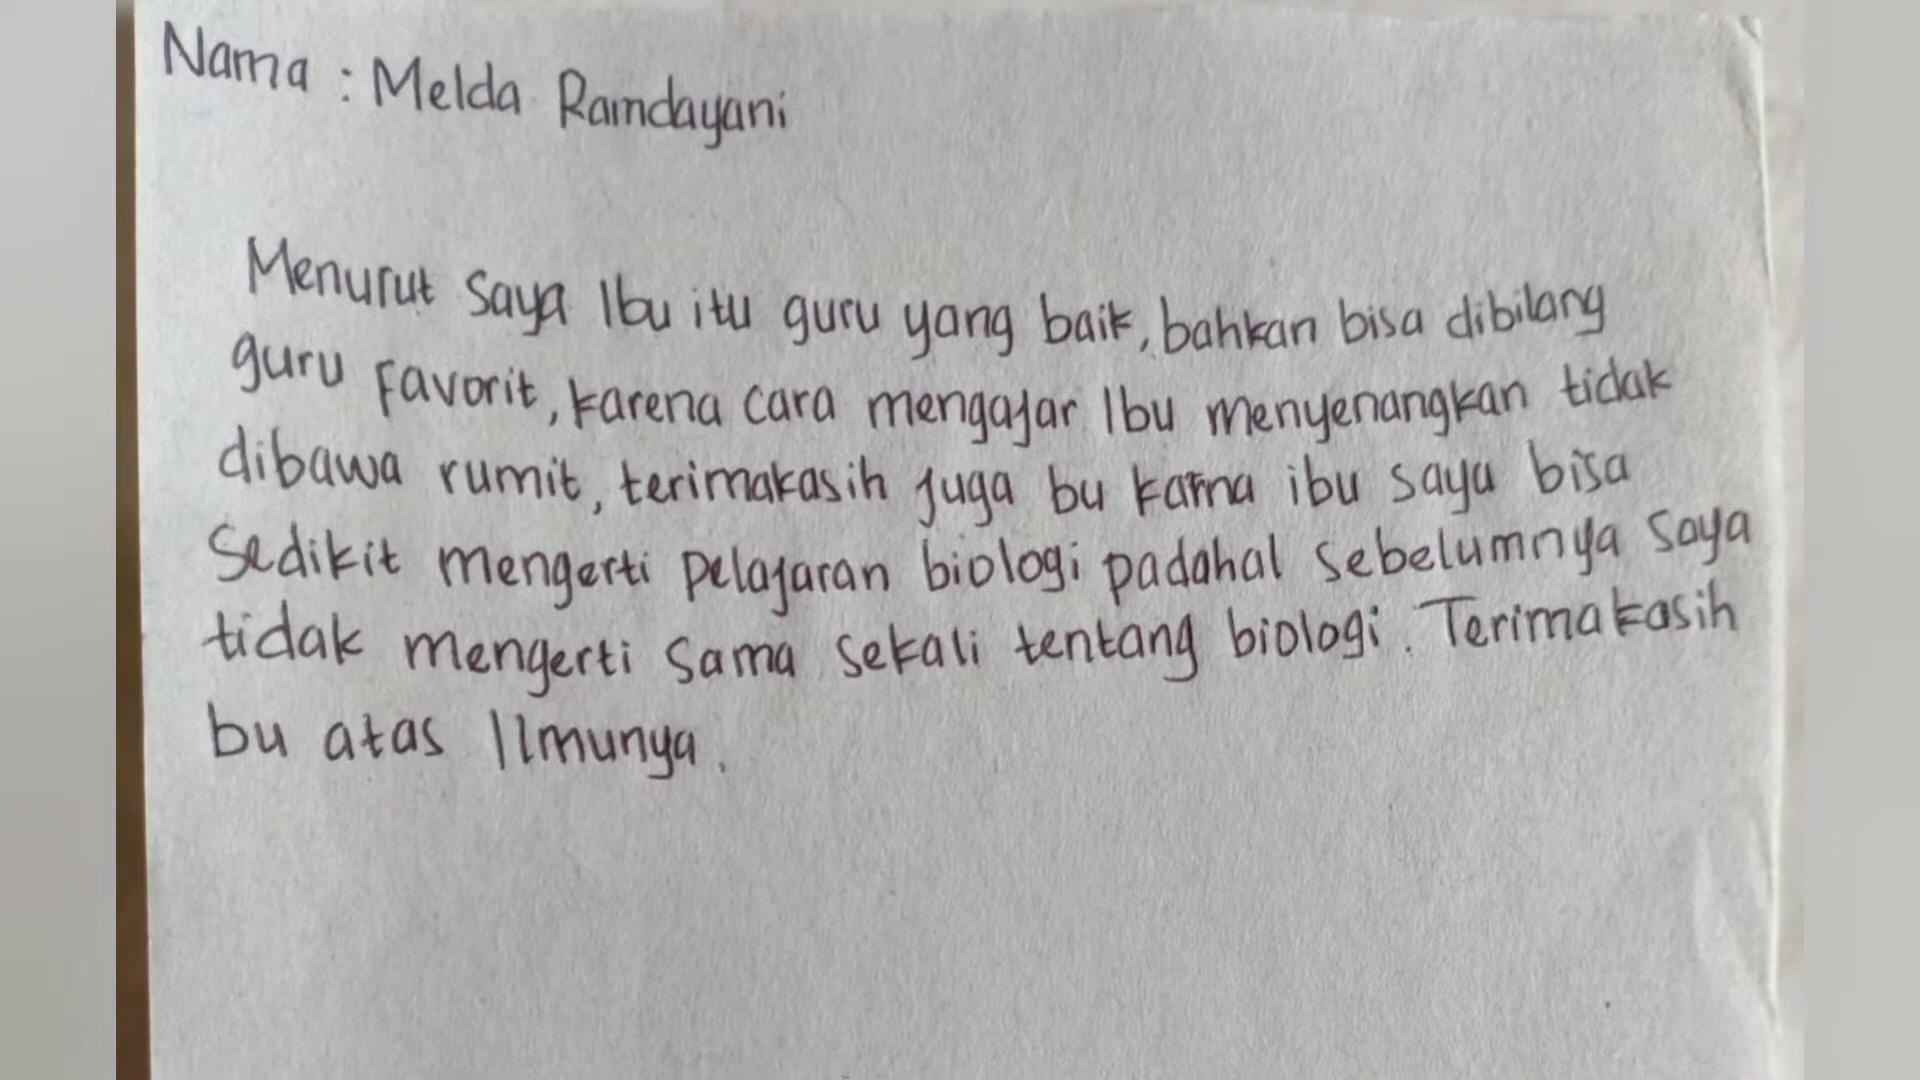 Nama : Melda Ramdayani
Menurut saya Ibu itu guru yang baik, bahkan bisa dibilang
guru Favorit, karena cara mengajar Ibu menyenangkan tidak
dibawa rumit, terimakasih juga bu karna ibu saya bisa
Sedikit mengerti pelajaran biologi padahal sebelumnya saya
tidak mengerti sama sekali tentang biologi. Terimakasih
bu atas Ilmunya.